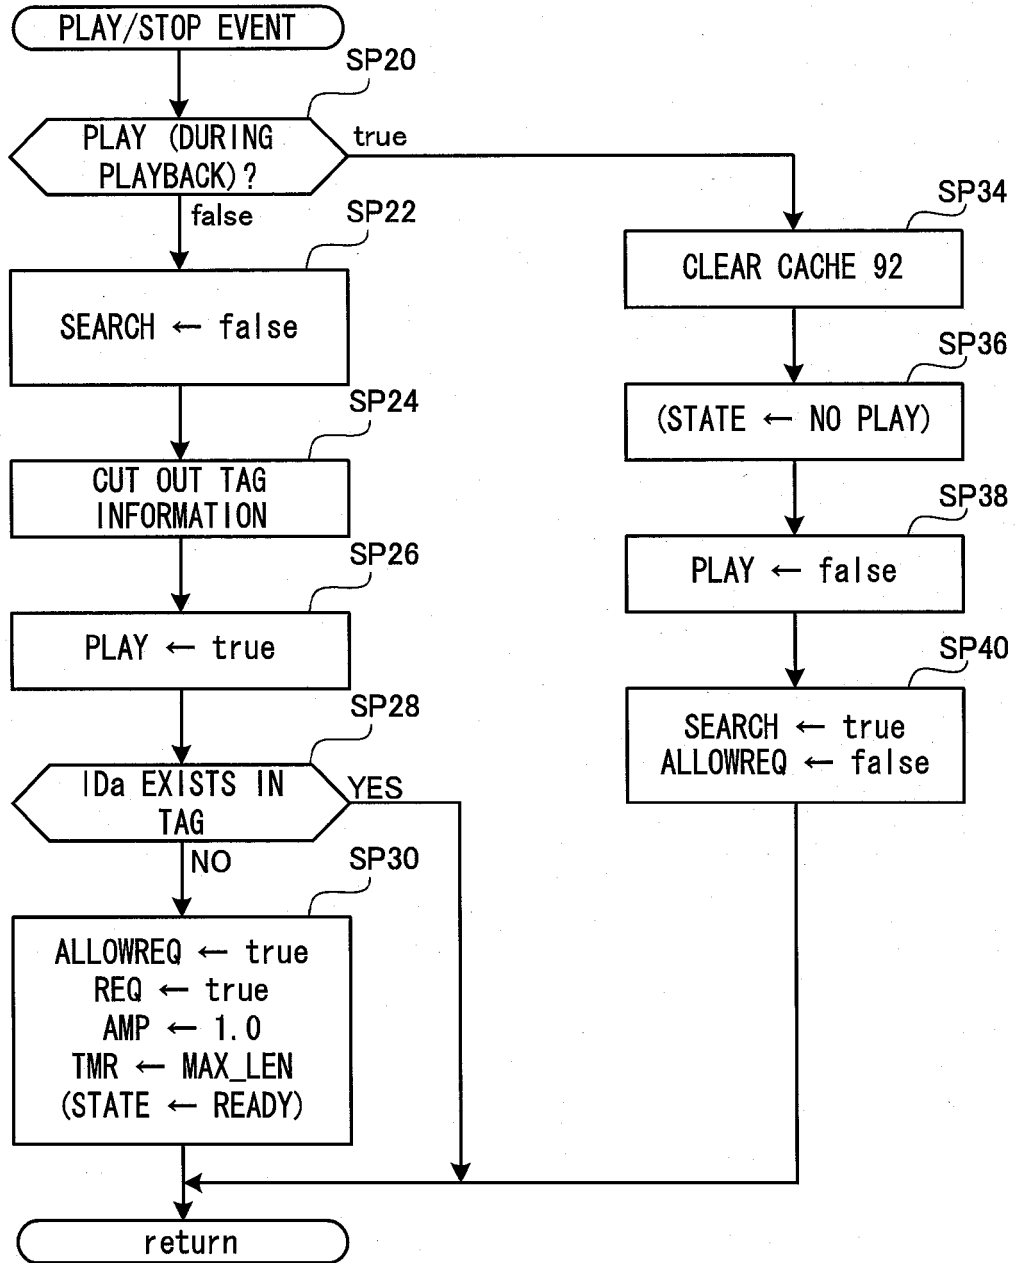 PLAY/STOP EVENT
SP20
PLAY (DURING
PLAYBACK)?
true
false
SP22
SEARCH ← false
SP24
CUT OUT TAG
INFORMATION
SP26
PLAY ← true
SP28
IDa EXISTS IN
TAG
YES
NO
SP30
ALLOWREQ ← true
REQ ← true
AMP ← 1.0
TMR ← MAX_LEN
(STATE ← READY)
SP34
CLEAR CACHE 92
SP36
(STATE ← NO PLAY)
SP38
PLAY ← false
SP40
SEARCH ← true
ALLOWREQ ← false
return